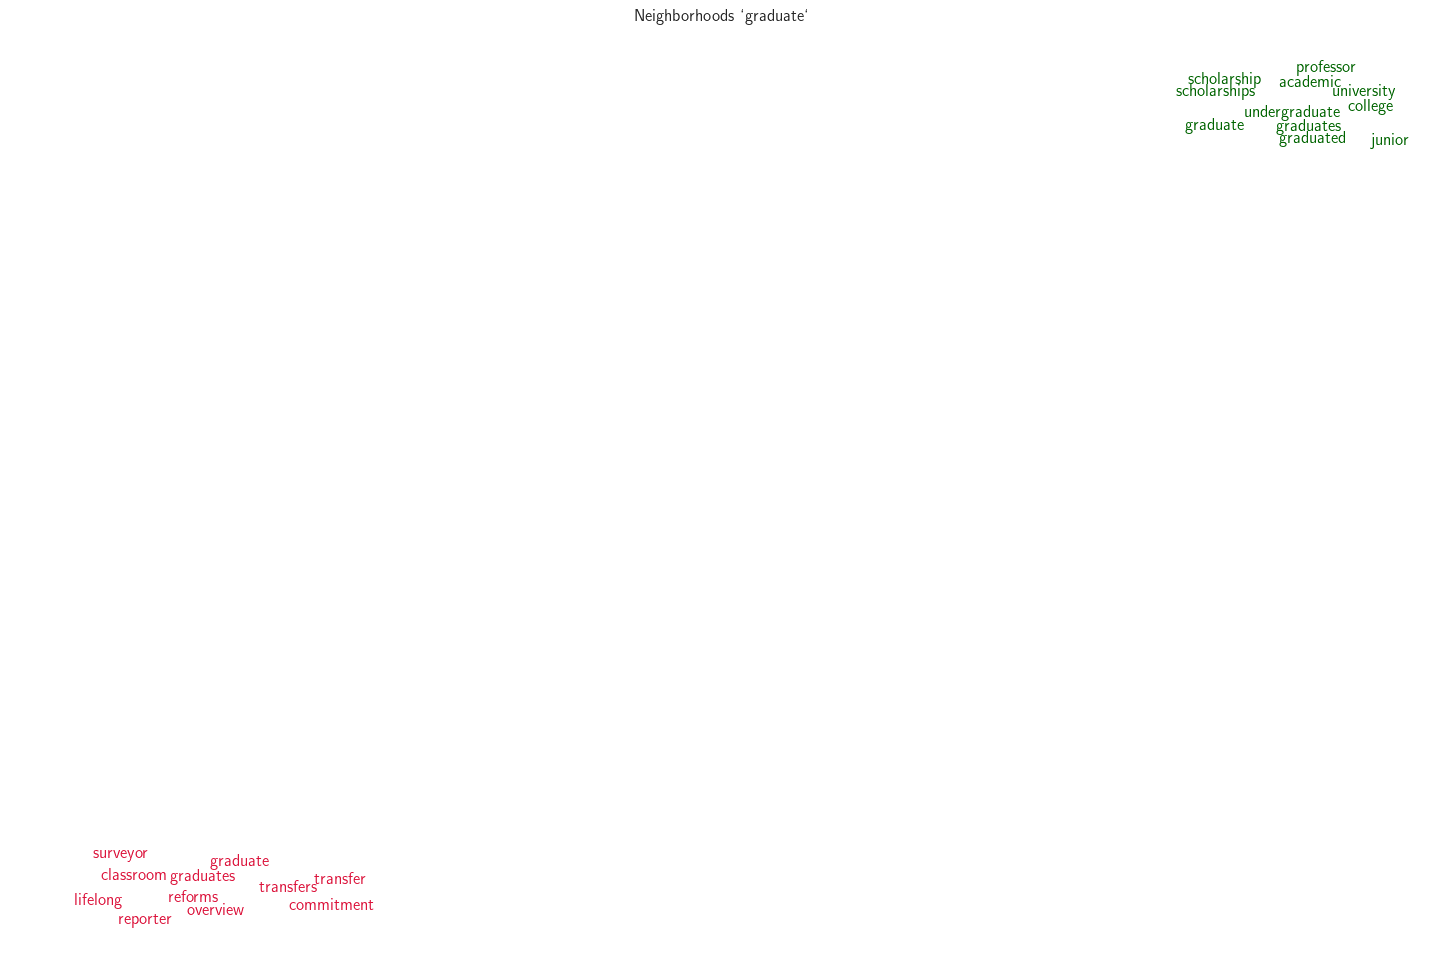 Neighborhoods ‘graduate‘
professor
scholarship
academic
scholarships
university
college
undergraduate
graduate
graduates
graduated
junior
surveyor
graduate
classroom
graduates
transfer
transfers
lifelong
reforms
commitment
overview
reporter